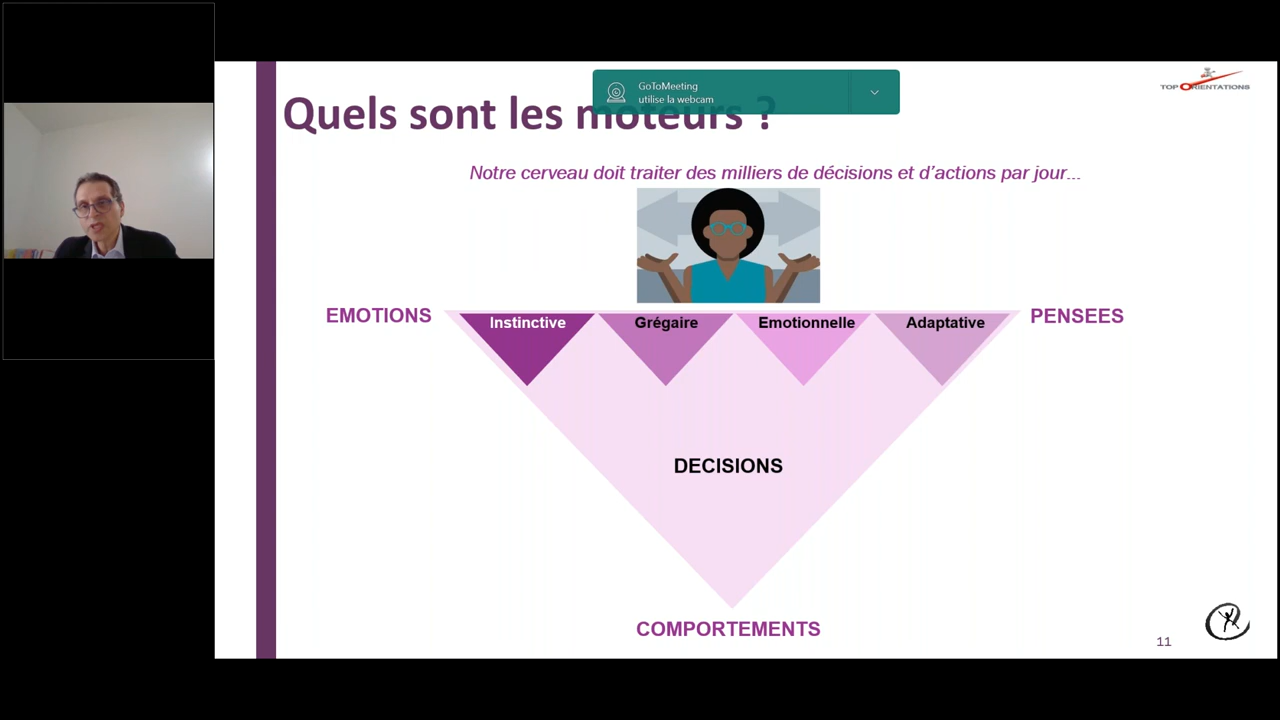 GoToMeeting
utilise la webcam
TOP ORIENTATIONS
Quels sont les moteurs ?
Notre cerveau doit traiter des milliers de décisions et d'actions par jour...
EMOTIONS
Instinctive
Grégaire
Emotionnelle
Adaptative
PENSEES
DECISIONS
COMPORTEMENTS
11